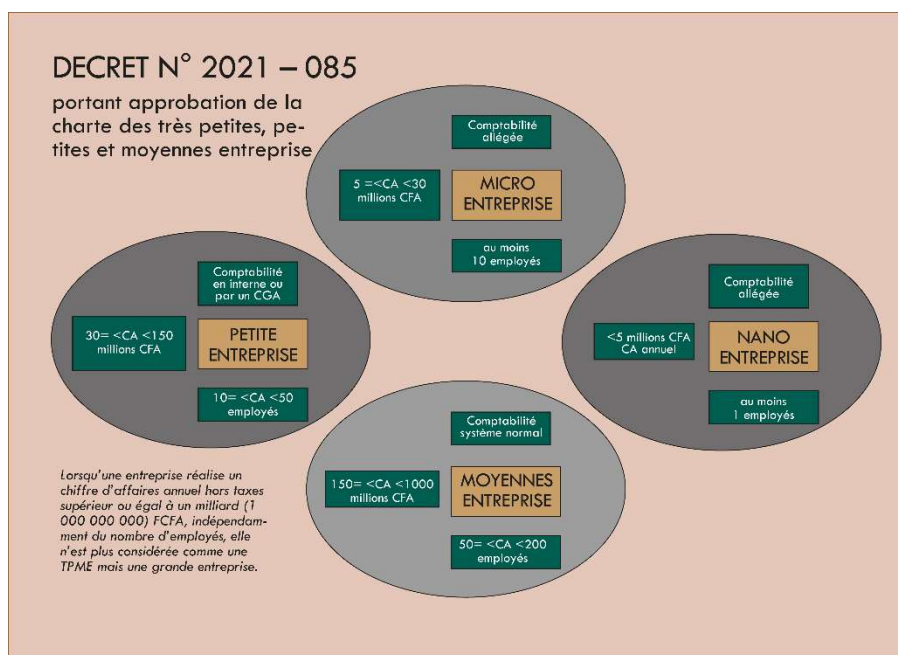 DECRET N° 2021 – 085
portant approbation de la
charte des très petites, pe-
tites et moyennes entreprise
Comptabilité
allégée
5 =<CA <30
millions CFA
MICRO
ENTREPRISE
au moins
10 employés
Comptabilité
en interne ou
par un CGA
30= <CA <150
millions CFA
PETITE
ENTREPRISE
10= <CA <50
employés
Comptabilité
allégée
<5 millions CFA
CA annuel
NANO
ENTREPRISE
au moins
1 employés
Comptabilité
système normal
150= <CA <1000
millions CFA
MOYENNES
ENTREPRISE
50= <CA <200
employés
Lorsqu'une entreprise réalise un
chiffre d'affaires annuel hors taxes
supérieur ou égal à un milliard (1
000 000 000) FCFA, indépendam-
ment du nombre d'employés, elle
n'est plus considérée comme une
TPME mais une grande entreprise.